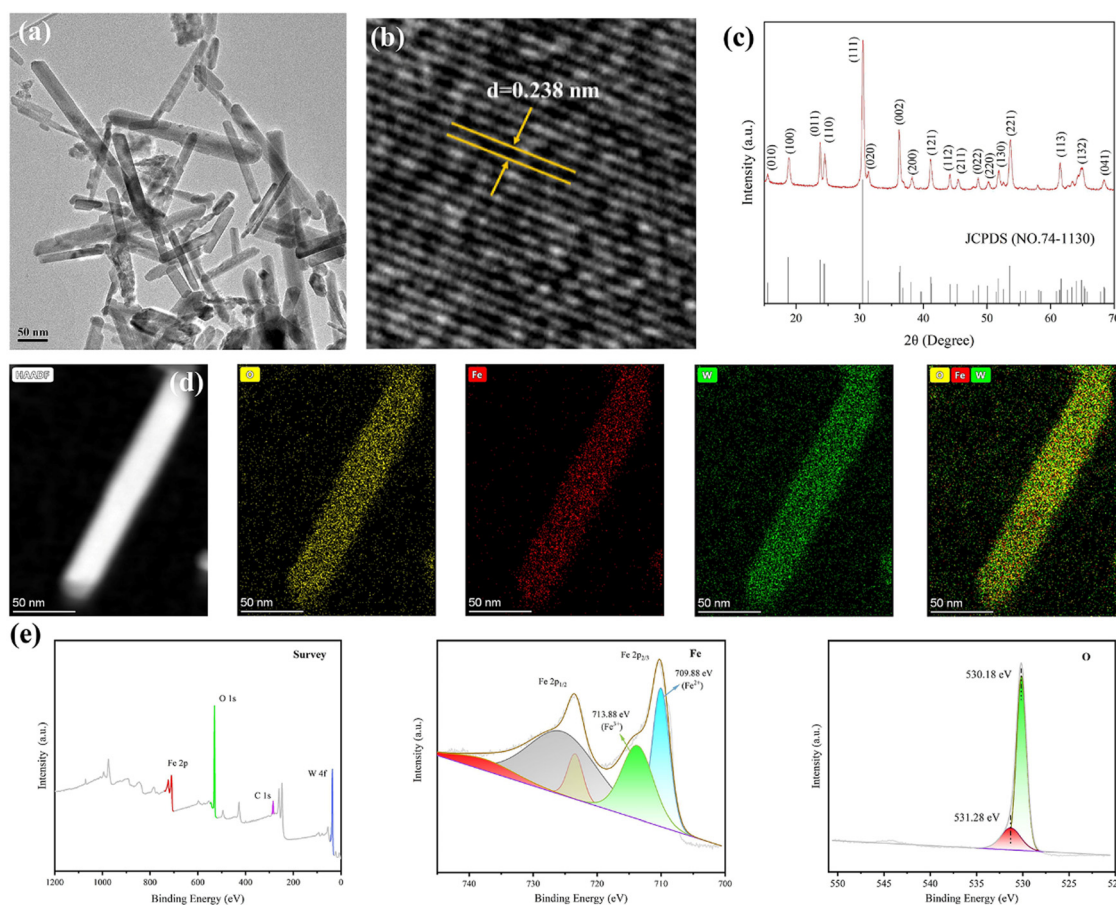 (a)
50 nm
(b)
d=0.238 nm
(c)
Intensity (a.u.)
(010)
(100)
(011)
(110)
(111)
(020)
(002)
(200)
(121)
(112)
(211)
(022)
(220)
(130)
(221)
(113)
(132)
(041)
JCPDS (NO.74-1130)
20 30 40 50 60 70
2θ (Degree)
(d)
HAADF
50 nm
O
50 nm
Fe
50 nm
W
50 nm
O Fe W
50 nm
(e)
Survey
Intensity (a.u.)
O 1s
Fe 2p
C 1s
W 4f
1200 1000 800 600 400 200 0
Binding Energy (eV)
Fe
Intensity (a.u.)
Fe 2p2/3
Fe 2p1/2
709.88 eV
(Fe2+)
713.88 eV
(Fe3+)
740 730 720 710 700
Binding Energy (eV)
O
Intensity (a.u.)
530.18 eV
531.28 eV
550 545 540 535 530 525 520
Binding Energy (eV)